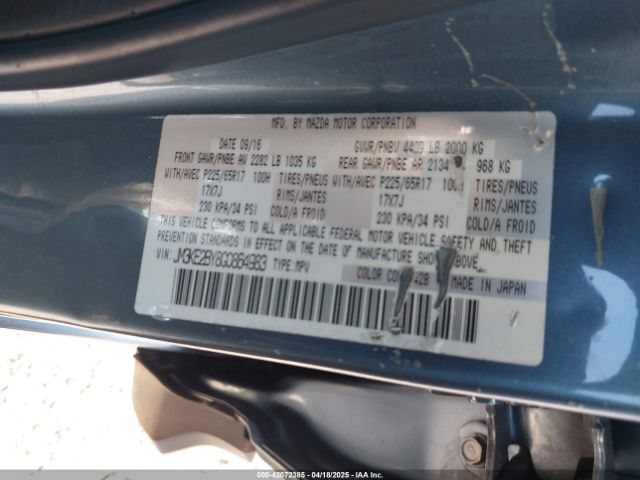 MFD. BY MAZDA MOTOR CORPORATION
DATE 09/16 GVWR/PNBV 4409 LB 2000 KG
FRONT GAWR/PNBE AV 2282 LB 1035 KG REAR GAWR/PNBE AR 2134 968 KG
WITH/AVEC P225/65R17 100H TIRES/PNEUS WITH/AVEC P225/65R17 100H TIRES/PNEUS
17X7J RIMS/JANTES 17X7J RIMS/JANTES
230 KPA/34 PSI COLD/A FROID 230 KPA/34 PSI COLD/A FROID
THIS VEHICLE CONFORMS TO ALL APPLICABLE FEDERAL MOTOR VEHICLE SAFETY AND THEFT
PREVENTION STANDARDS IN EFFECT ON THE DATE OF MANUFACTURE SHOWN ABOVE.
VIN: JM3KE2BY8G0864983 TYPE: MPV COLOR MADE IN JAPAN
000-42072385 - 04/18/2025 - IAA Inc.